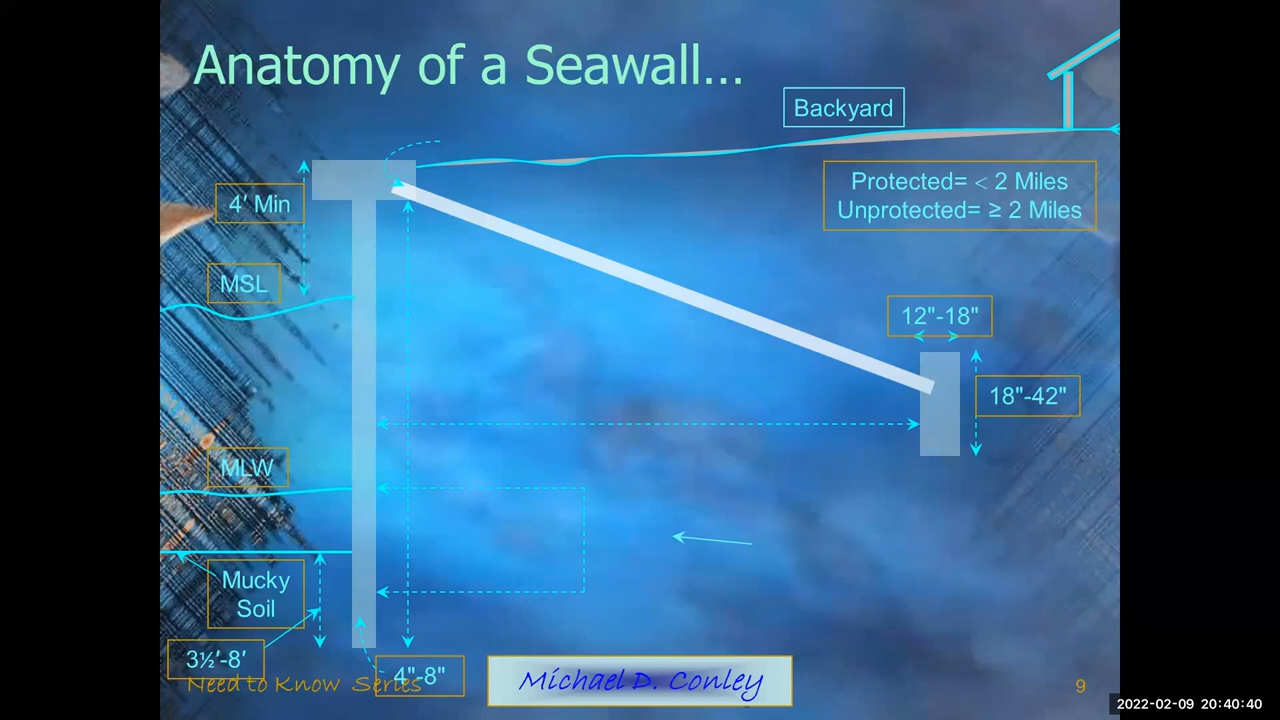 Anatomy of a Seawall...
Backyard
4' Min
Protected= < 2 Miles
Unprotected= ≥ 2 Miles
MSL
12"-18"
18"-42"
MLW
Mucky
Soil
3½'-8'
4"-8"
Need to Know Series
Michael D. Conley
9
2022-02-09 20:40:40